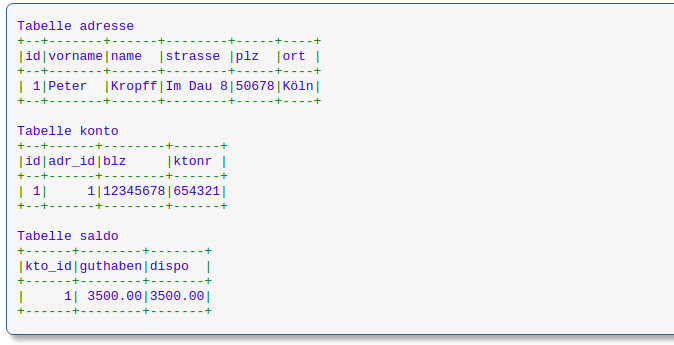 Tabelle adresse
+--+-------+------+--------+-----+----+
|id|vorname|name  |strasse |plz  |ort |
+--+-------+------+--------+-----+----+
| 1|Peter  |Kropff|Im Dau 8|50678|Köln|
+--+-------+------+--------+-----+----+
Tabelle konto
+--+------+--------+------+
|id|adr_id|blz     |ktonr |
+--+------+--------+------+
| 1|     1|12345678|654321|
+--+------+--------+------+
Tabelle saldo
+------+--------+-------+
|kto_id|guthaben|dispo  |
+------+--------+-------+
|     1| 3500.00|3500.00|
+------+--------+-------+